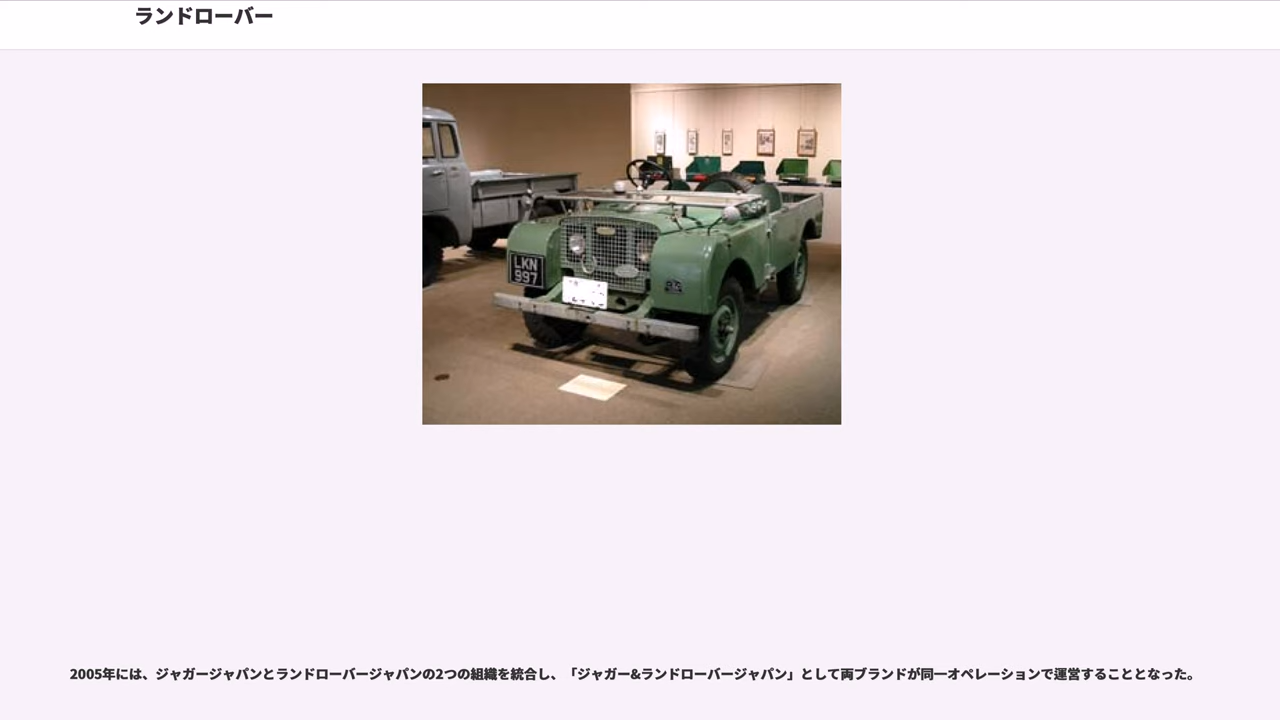 ランドローバー
LKN
997
2005年には、ジャガージャパンとランドローバージャパンの2つの組織を統合し、「ジャガー&ランドローバージャパン」として両ブランドが同一オペレーションで運営することとなった。